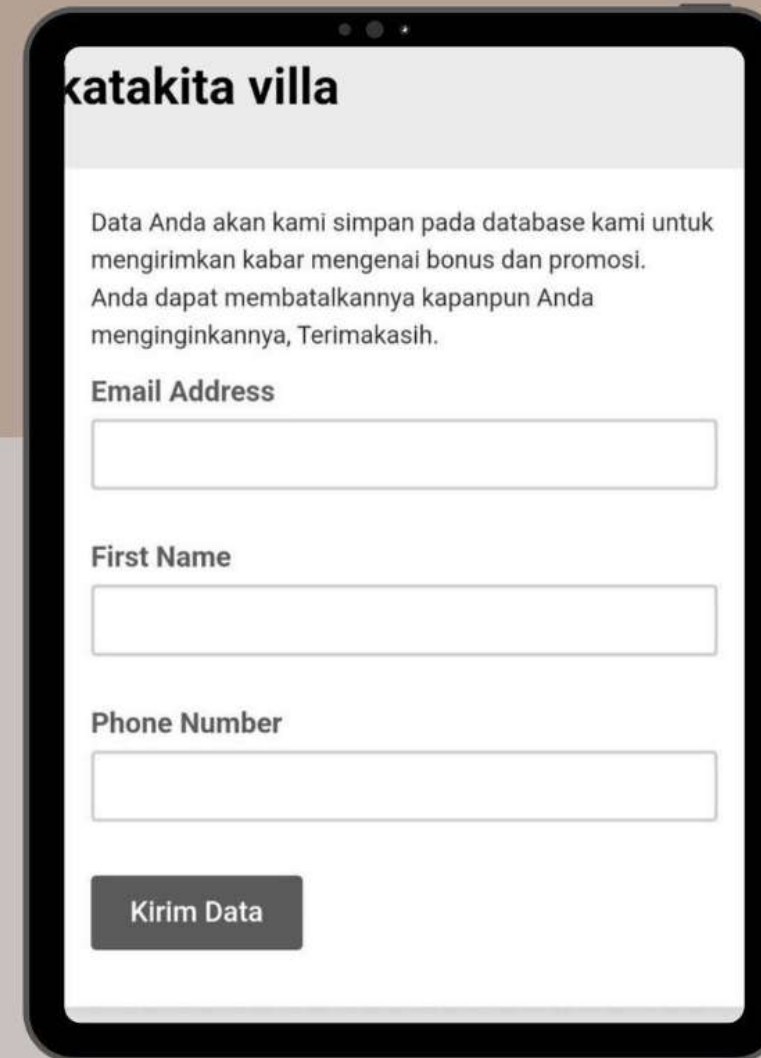 katakita villa
Data Anda akan kami simpan pada database kami untuk
mengirimkan kabar mengenai bonus dan promosi.
Anda dapat membatalkannya kapanpun Anda
menginginkannya, Terimakasih.
Email Address
First Name
Phone Number
Kirim Data